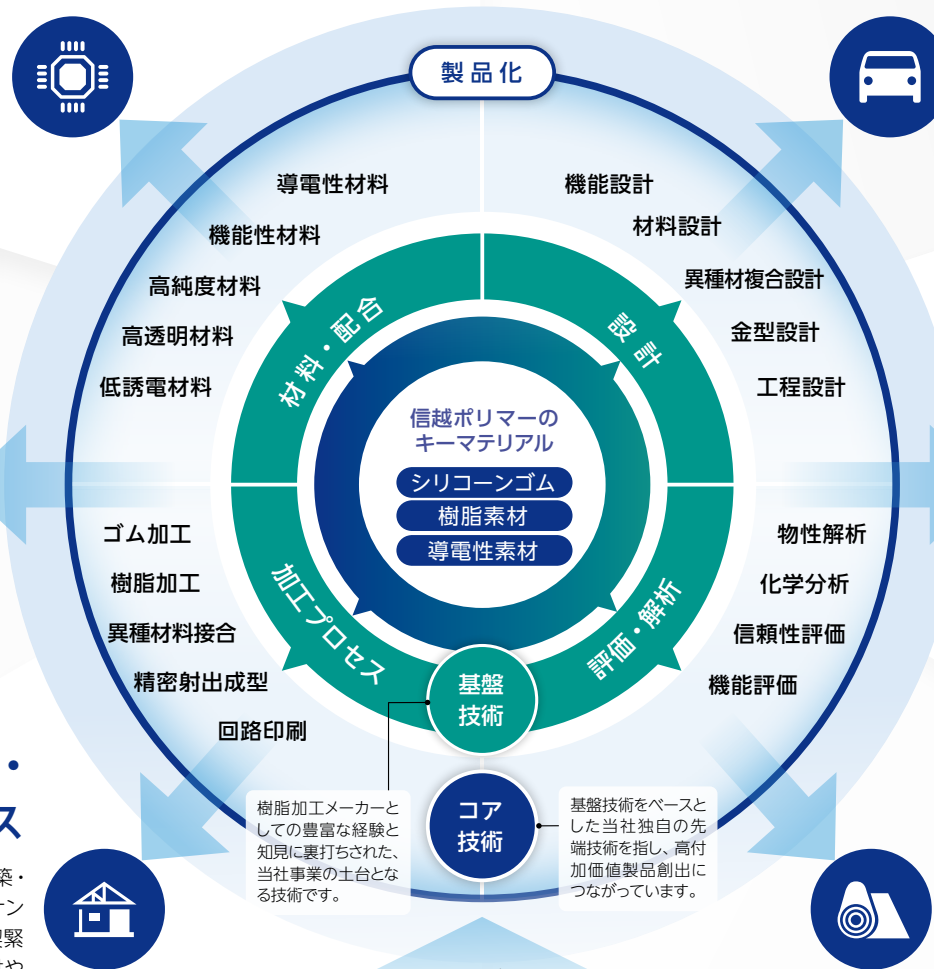 製品化
導電性材料
機能性材料
高純度材料
高透明材料
低誘電材料
機能設計
材料設計
異種材複合設計
金型設計
工程設計
材料・配合
設計
信越ポリマーの
キーマテリアル
シリコーンゴム
樹脂素材
導電性素材
ゴム加工
樹脂加工
異種材料接合
精密射出成型
回路印刷
物性解析
化学分析
信頼性評価
機能評価
加工プロセス
評価・解析
基盤
技術
樹脂加工メーカーと
しての豊富な経験と
知見に裏打ちされた、
当社事業の土台とな
る技術です。
コア
技術
基盤技術をベースと
した当社独自の先
端技術を指し、高付
加価値製品創出に
つながっています。
・
ス
築・